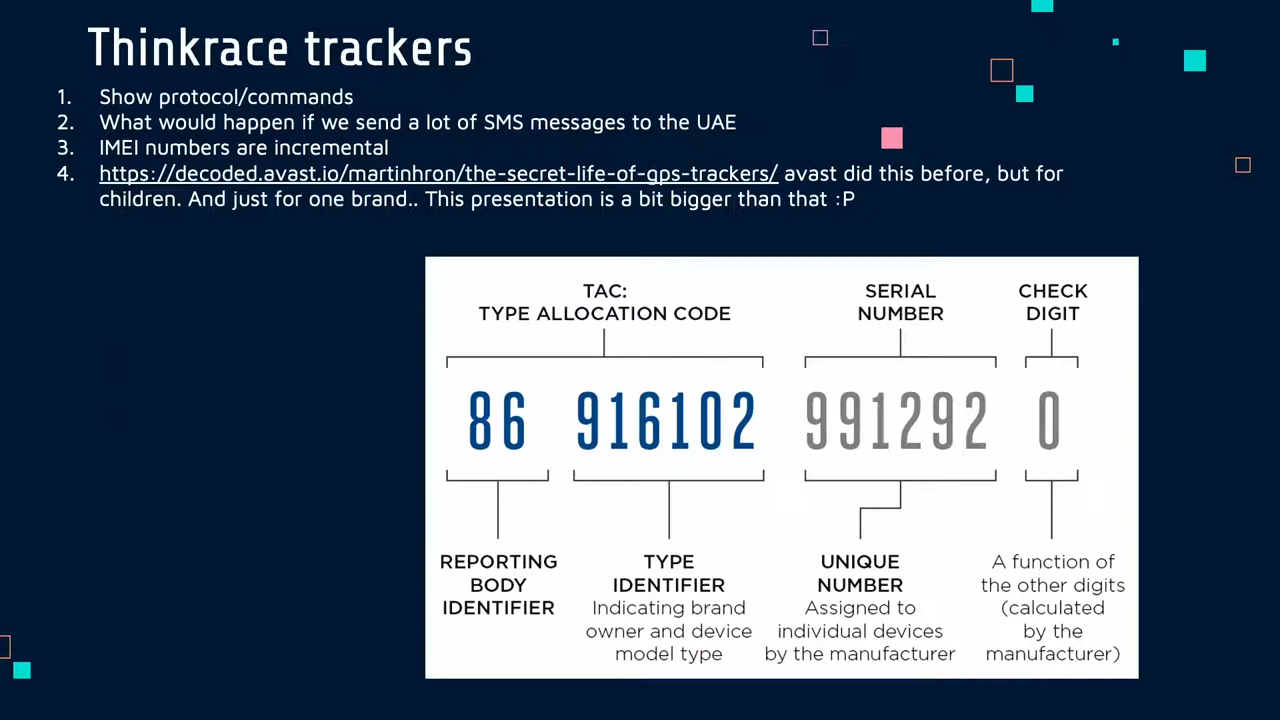 Thinkrace trackers
1. Show protocol/commands
2. What would happen if we send a lot of SMS messages to the UAE
3. IMEI numbers are incremental
4. https://decoded.avast.io/martinhron/the-secret-life-of-gps-trackers/ avast did this before, but for
children. And just for one brand.. This presentation is a bit bigger than that :P
TAC:
TYPE ALLOCATION CODE
SERIAL
NUMBER
CHECK
DIGIT
86 916102 991292 0
REPORTING
BODY
IDENTIFIER
TYPE
IDENTIFIER
Indicating brand
owner and device
model type
UNIQUE
NUMBER
Assigned to
individual devices
by the manufacturer
A function of
the other digits
(calculated
by the
manufacturer)